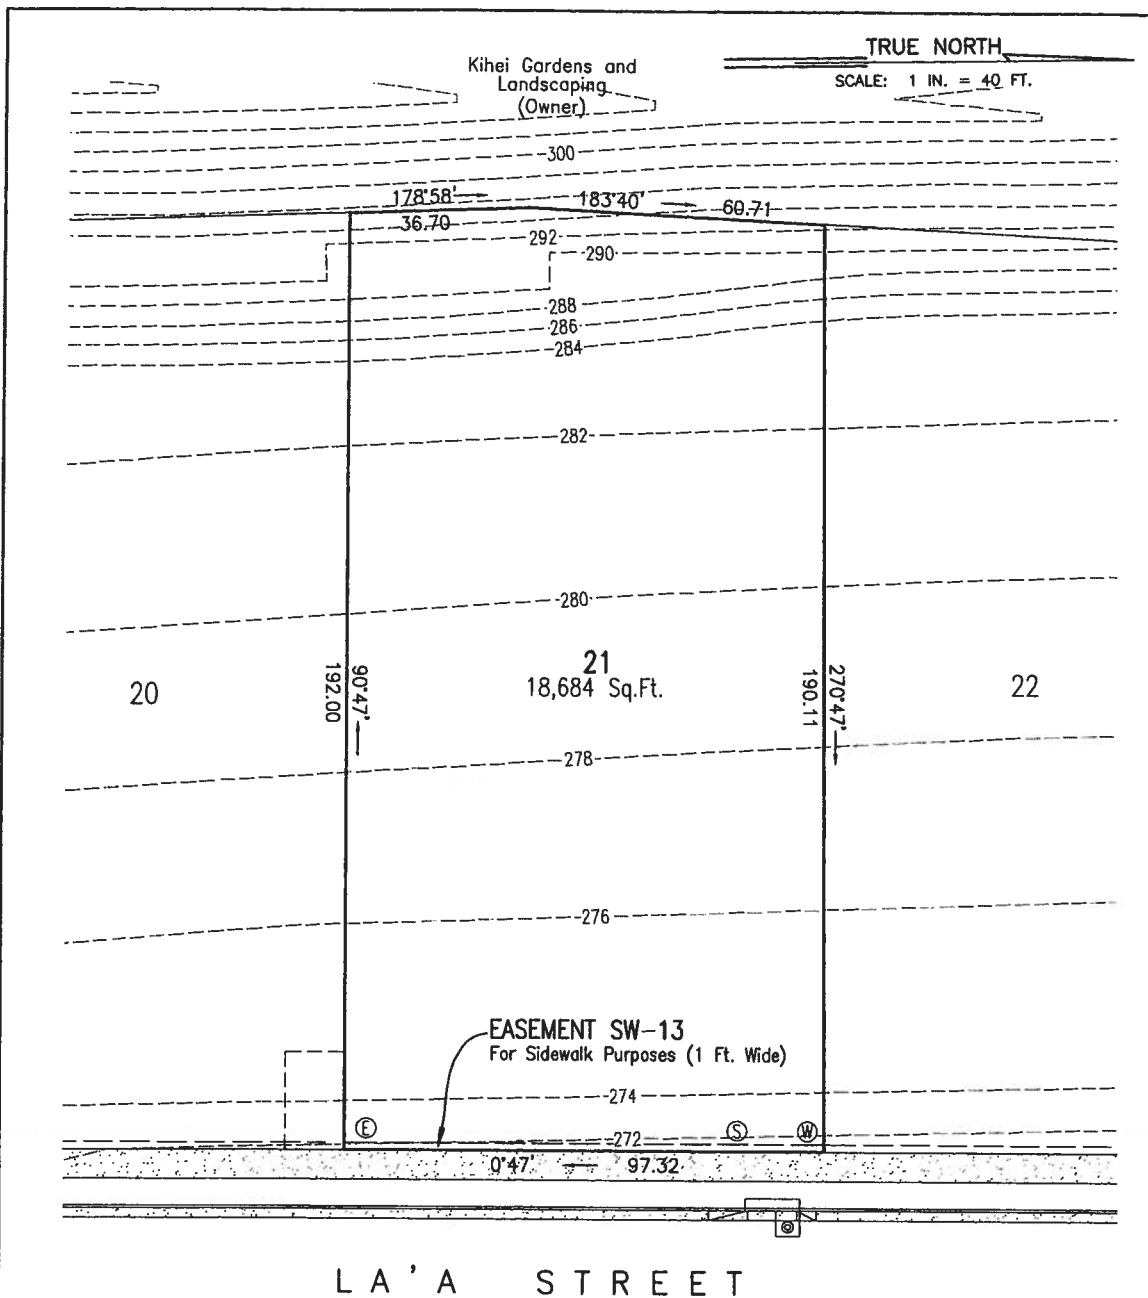 TRUE NORTH
SCALE: 1 IN. = 40 FT.
Kihei Gardens and
Landscaping
(Owner)
300
178°58'
183°40'
60.71
36.70
292
290
288
286
284
282
280
21
18,684 Sq.Ft.
20
22
90°47'
192.00
270°47'
190.11
278
276
EASEMENT SW-13
For Sidewalk Purposes (1 Ft. Wide)
274
E
S
W
272
0°47'
97.32
LA'A STREET